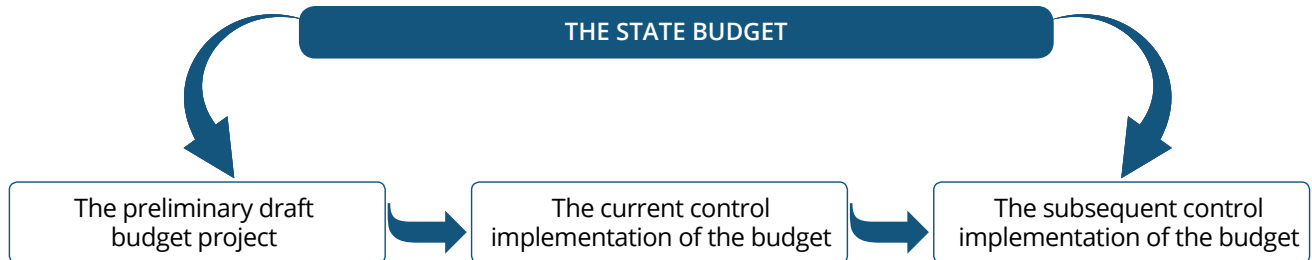 THE STATE BUDGET
The preliminary draft
budget project
The current control
implementation of the budget
The subsequent control
implementation of the budget